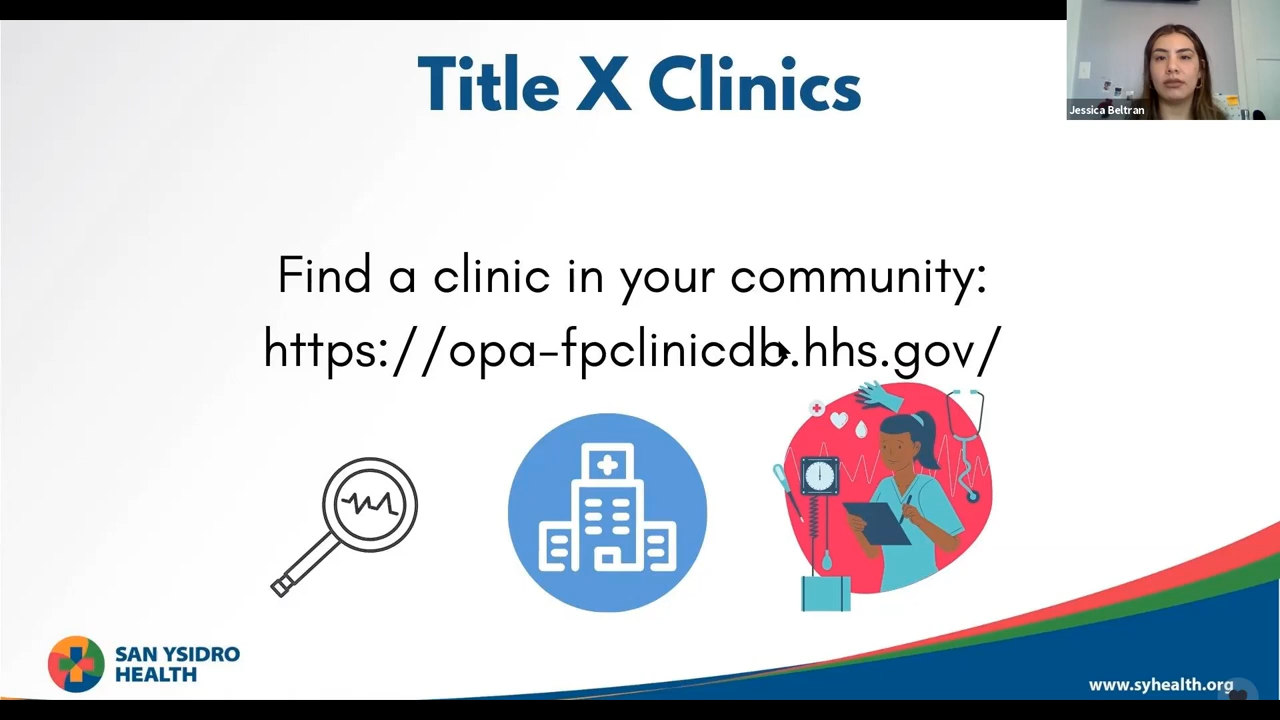 Title X Clinics
Jessica Beltran
Find a clinic in your community:
https://opa-fpclinicdb.hhs.gov/
SAN YSIDRO
HEALTH
www.syhealth.org